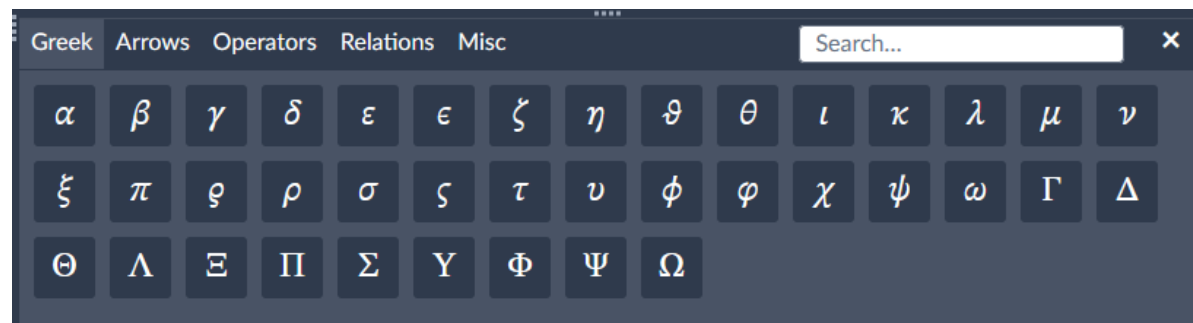 Greek Arrows Operators Relations Misc Search... ×
α β γ δ ε ϵ ζ η ϑ θ ι κ λ μ ν
ξ π ϱ ρ σ ς τ υ ϕ φ χ ψ ω Γ Δ
Θ Λ Ξ Π Σ Υ Φ Ψ Ω